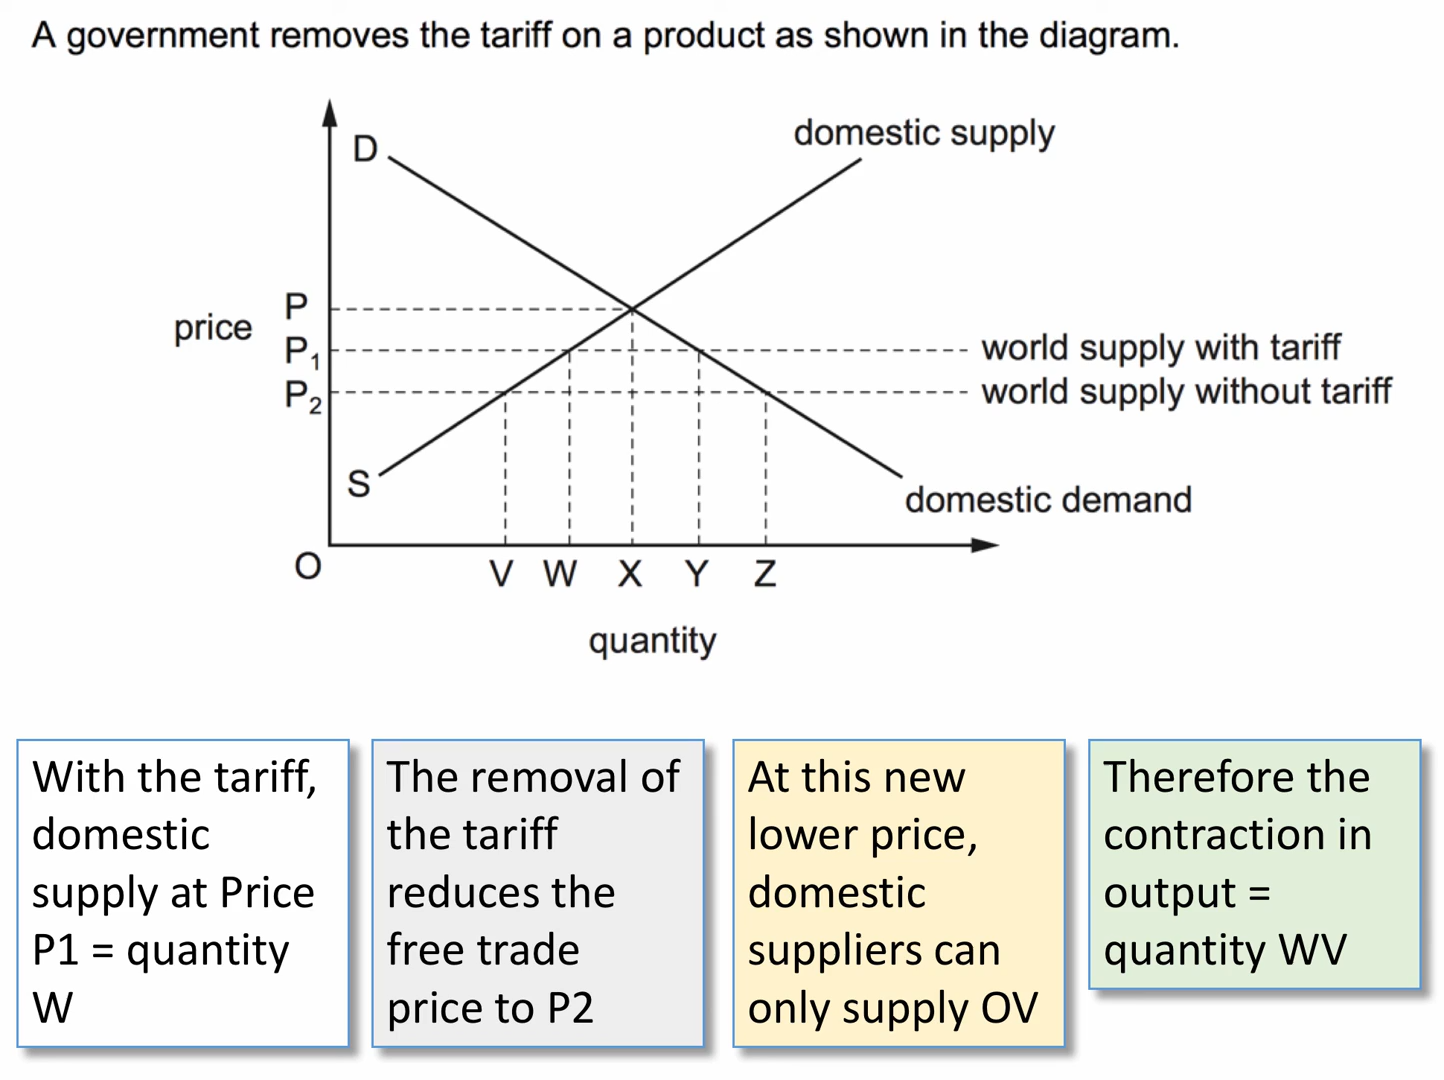 A government removes the tariff on a product as shown in the diagram.
D
domestic supply
P
price
P₁
world supply with tariff
P₂
world supply without tariff
S
domestic demand
O
V W X Y Z
quantity
With the tariff,
domestic
supply at Price
P1 = quantity
W
The removal of
the tariff
reduces the
free trade
price to P2
At this new
lower price,
domestic
suppliers can
only supply OV
Therefore the
contraction in
output =
quantity WV